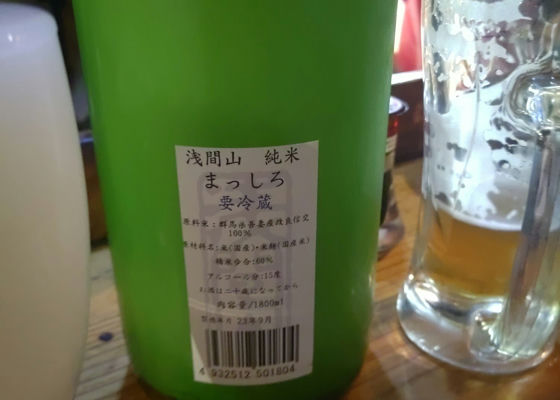 浅間山　純米
まっしろ
要冷蔵
原料米：群馬県吾妻産改良信交
100%
原材料名:米(国産)・米麹(国産米)
精米歩合:60%
アルコール分:15度
お酒は二十歳になってから
内容量/1800ml
製造年月 23年9月
4 932512 501804